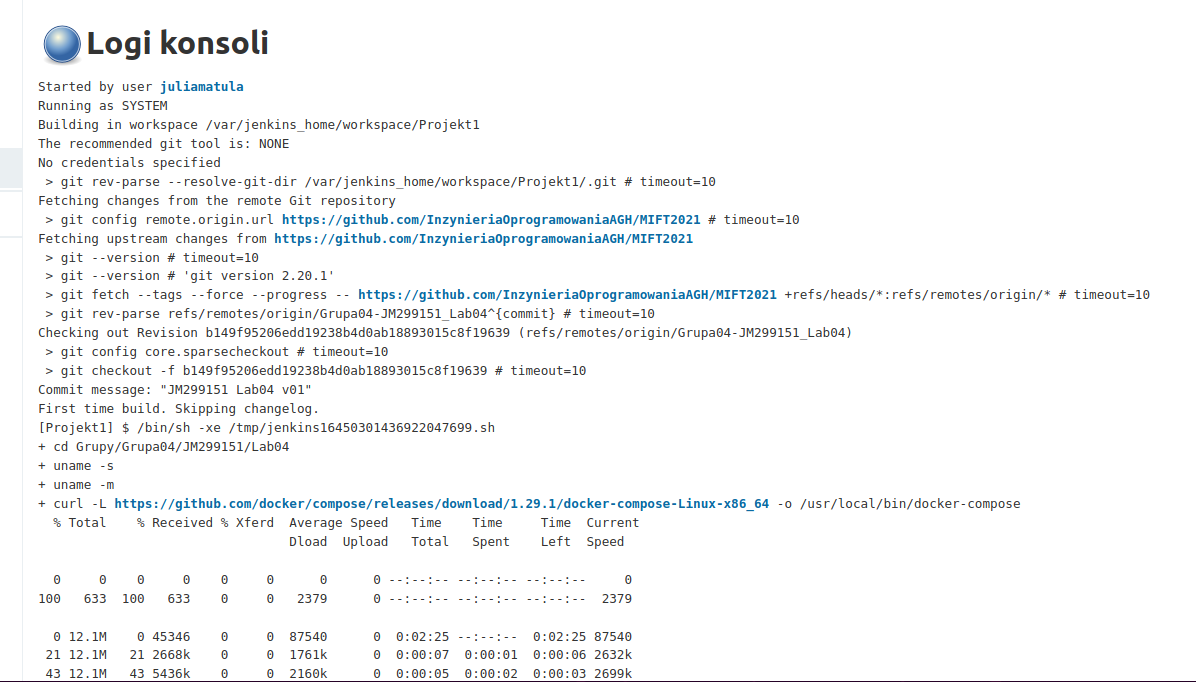 Logi konsoli
Started by user juliamatula
Running as SYSTEM
Building in workspace /var/jenkins_home/workspace/Projekt1
The recommended git tool is: NONE
No credentials specified
 > git rev-parse --resolve-git-dir /var/jenkins_home/workspace/Projekt1/.git # timeout=10
Fetching changes from the remote Git repository
 > git config remote.origin.url https://github.com/InzynieriaOprogramowaniaAGH/MIFT2021 # timeout=10
Fetching upstream changes from https://github.com/InzynieriaOprogramowaniaAGH/MIFT2021
 > git --version # timeout=10
 > git --version # 'git version 2.20.1'
 > git fetch --tags --force --progress -- https://github.com/InzynieriaOprogramowaniaAGH/MIFT2021 +refs/heads/*:refs/remotes/origin/* # timeout=10
 > git rev-parse refs/remotes/origin/Grupa04-JM299151_Lab04^{commit} # timeout=10
Checking out Revision b149f95206edd19238b4d0ab18893015c8f19639 (refs/remotes/origin/Grupa04-JM299151_Lab04)
 > git config core.sparsecheckout # timeout=10
 > git checkout -f b149f95206edd19238b4d0ab18893015c8f19639 # timeout=10
Commit message: "JM299151 Lab04 v01"
First time build. Skipping changelog.
[Projekt1] $ /bin/sh -xe /tmp/jenkins16450301436922047699.sh
+ cd Grupy/Grupa04/JM299151/Lab04
+ uname -s
+ uname -m
+ curl -L https://github.com/docker/compose/releases/download/1.29.1/docker-compose-Linux-x86_64 -o /usr/local/bin/docker-compose
  % Total    % Received % Xferd  Average Speed   Time    Time     Time  Current
                                 Dload  Upload   Total   Spent    Left  Speed
  0     0    0     0    0     0      0      0 --:--:-- --:--:-- --:--:--     0
100   633  100   633    0     0   2379      0 --:--:-- --:--:-- --:--:--  2379
  0 12.1M    0 45346    0     0  87540      0  0:02:25 --:--:--  0:02:25 87540
 21 12.1M   21 2668k    0     0  1761k      0  0:00:07  0:00:01  0:00:06 2632k
 43 12.1M   43 5436k    0     0  2160k      0  0:00:05  0:00:02  0:00:03 2699k